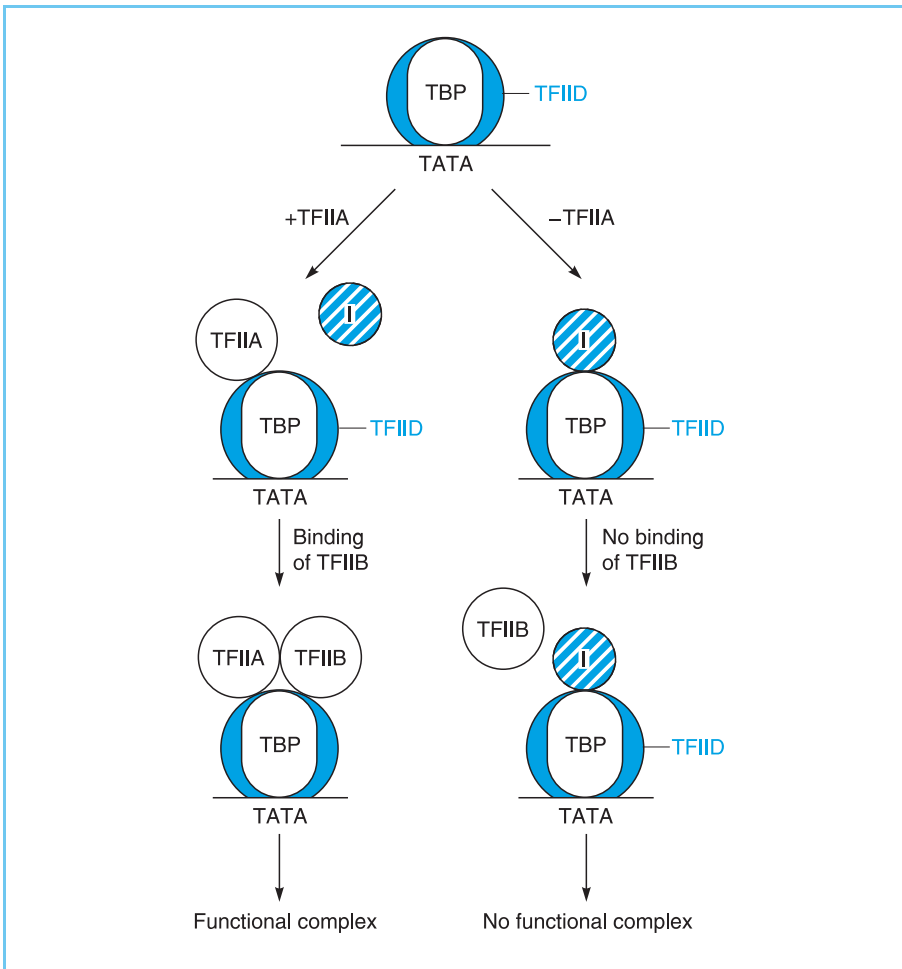 TBP
TFIID
TATA
+TFIIA
–TFIIA
I
I
TFIIA
TBP
TFIID
TBP
TFIID
TATA
TATA
Binding
of TFIIB
No binding
of TFIIB
TFIIA
TFIIB
TFIIB
I
TBP
TBP
TFIID
TATA
TATA
Functional complex
No functional complex